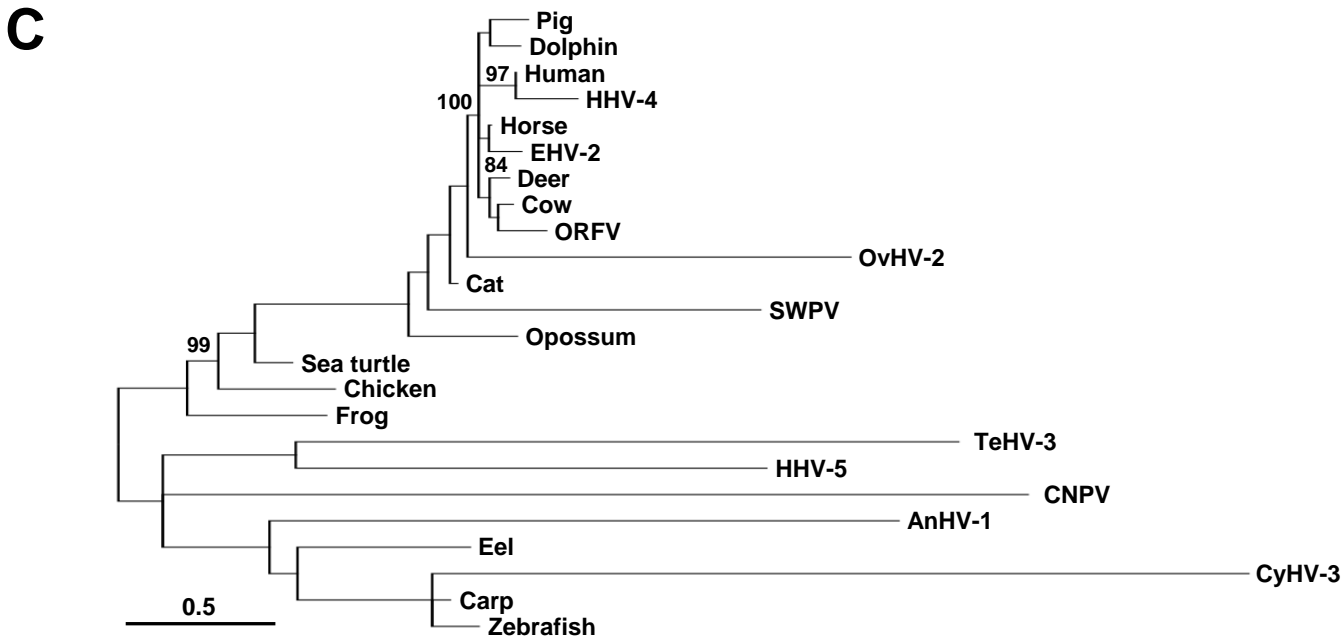 C
Pig
Dolphin
97 Human
100 HHV-4
Horse
EHV-2
84 Deer
Cow
ORFV
OvHV-2
Cat
SWPV
Opossum
99 Sea turtle
Chicken
Frog
TeHV-3
HHV-5
CNPV
AnHV-1
Eel
CyHV-3
Carp
0.5 Zebrafish